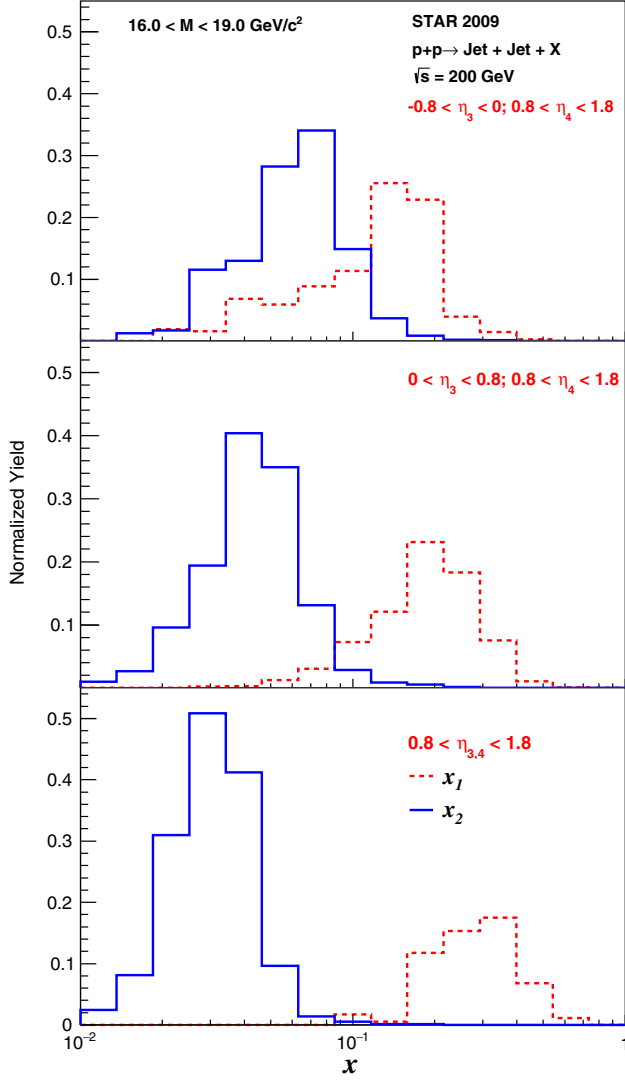 16.0 < M < 19.0 GeV/c²
STAR 2009
p+p→ Jet + Jet + X
√s = 200 GeV
-0.8 < η₃ < 0; 0.8 < η₄ < 1.8
0.5
0.4
0.3
0.2
0.1
0 < η₃ < 0.8; 0.8 < η₄ < 1.8
0.5
0.4
0.3
0.2
0.1
Normalized Yield
0.8 < η₃,₄ < 1.8
x₁
x₂
0.5
0.4
0.3
0.2
0.1
0
10⁻²
10⁻¹
1
x